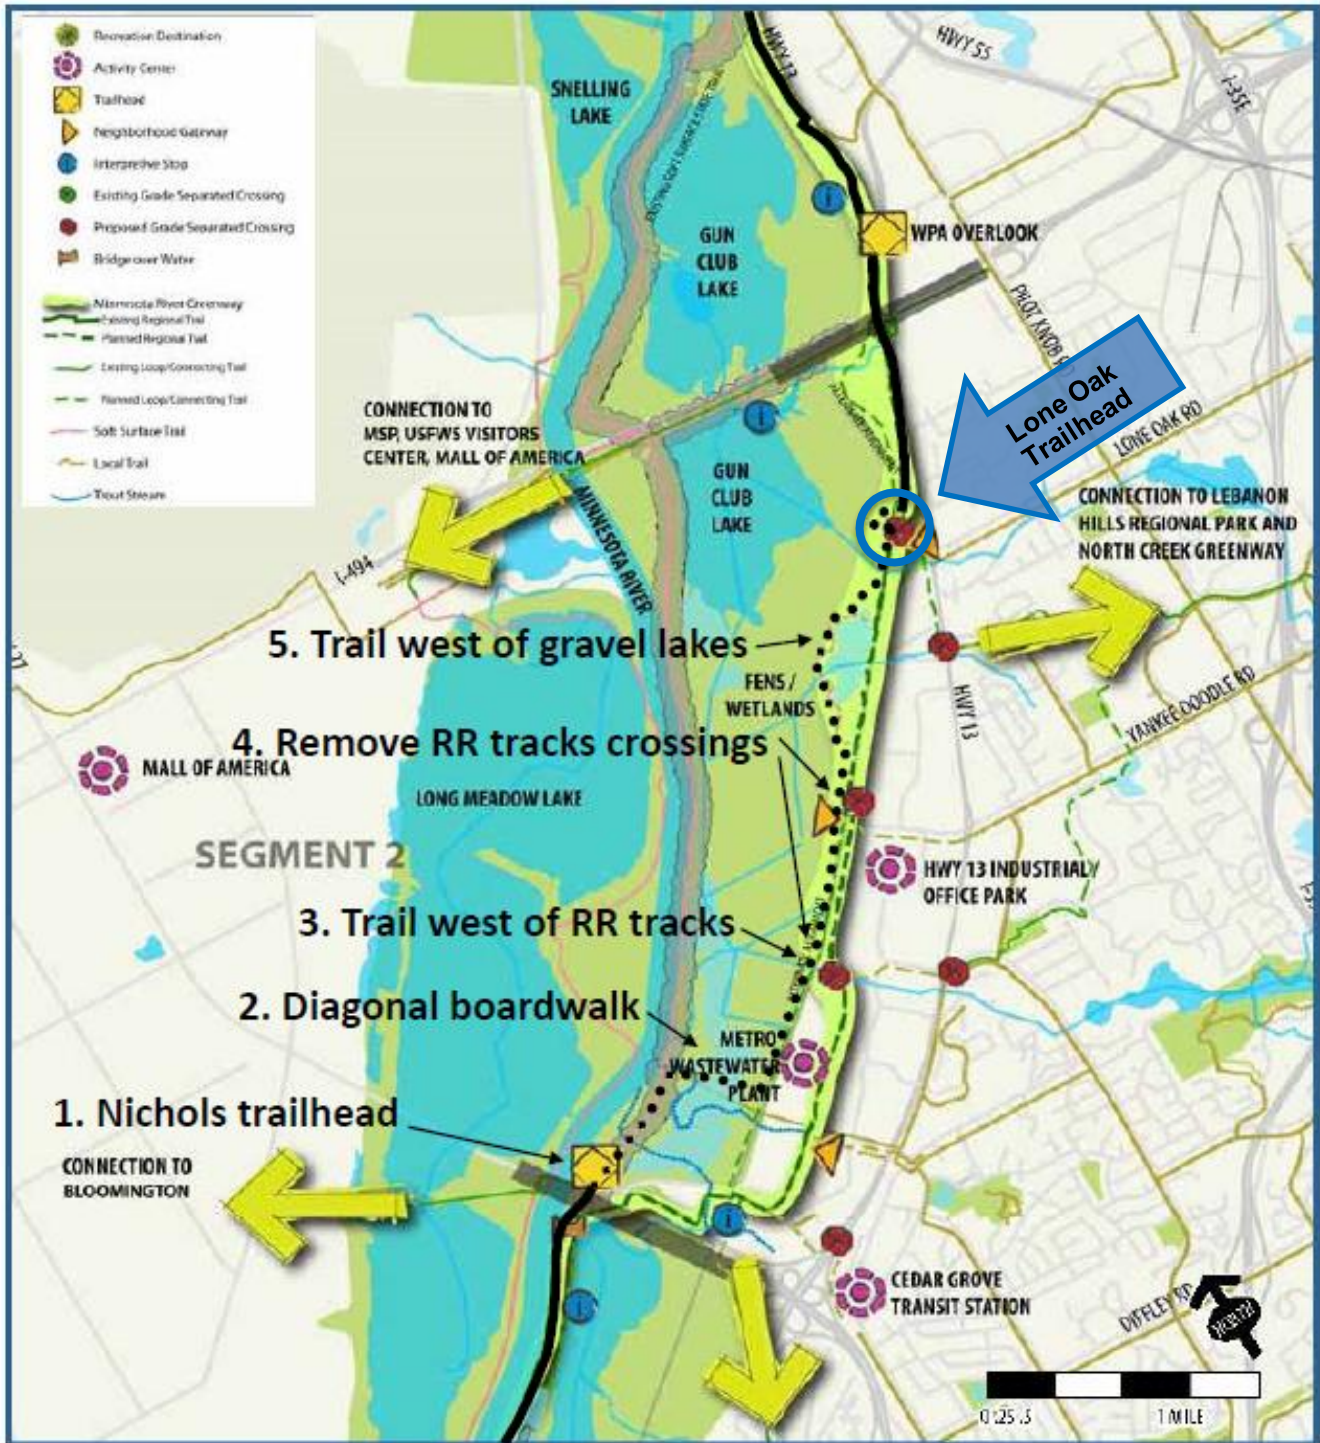 Recreation Destination
Activity Center
Trailhead
Neighborhood Gateway
Interpretive Stop
Existing Grade Separated Crossing
Proposed Grade Separated Crossing
Bridge over Water
Minnesota River Greenway
Existing Regional Trail
Planned Regional Trail
Existing Loop/Connecting Trail
Planned Loop/Connecting Trail
Soft Surface Trail
Local Trail
Trout Stream
HWY 13
HWY 55
I-35E
SNELLING
LAKE
GUN
CLUB
LAKE
WPA OVERLOOK
PILOT KNOB
Lone Oak
Trailhead
LONE OAK RD
CONNECTION TO
MSP, USFWS VISITORS
CENTER, MALL OF AMERICA
GUN
CLUB
LAKE
CONNECTION TO LEBANON
HILLS REGIONAL PARK AND
NORTH CREEK GREENWAY
I-494
MINNESOTA RIVER
5. Trail west of gravel lakes
FENS /
WETLANDS
HWY 13
YANKEE DOODLE RD
4. Remove RR tracks crossings
MALL OF AMERICA
LONG MEADOW LAKE
SEGMENT 2
HWY 13 INDUSTRIAL/
OFFICE PARK
3. Trail west of RR tracks
2. Diagonal boardwalk
METRO
WASTEWATER
PLANT
1. Nichols trailhead
CONNECTION TO
BLOOMINGTON
CEDAR GROVE
TRANSIT STATION
DIFFLEY RD
NORTH
0 .25 .5
1 MILE